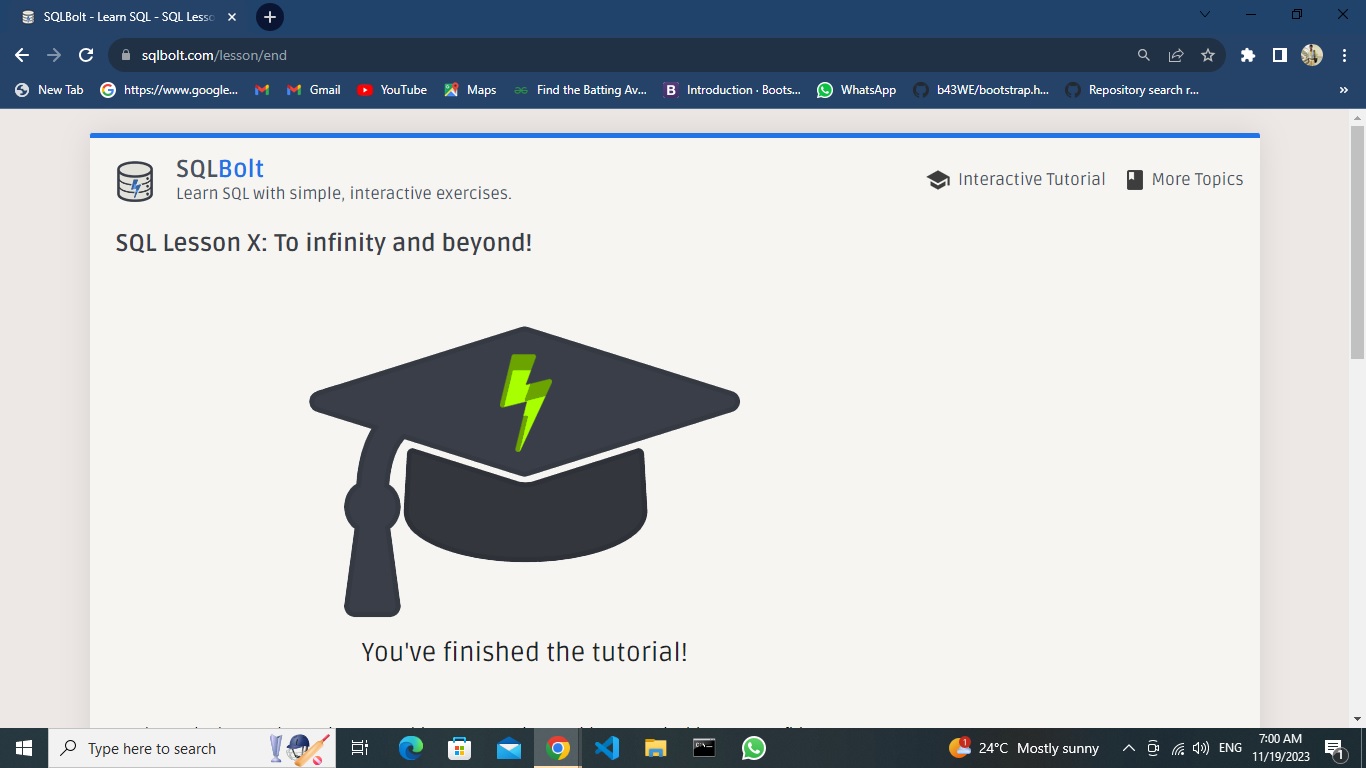 SQLBolt - Learn SQL - SQL Lesso
sqlbolt.com/lesson/end
New Tab
https://www.google...
Gmail
YouTube
Maps
Find the Batting Av...
Introduction · Boots...
WhatsApp
b43WE/bootstrap.h...
Repository search r...
»
SQLBolt
Learn SQL with simple, interactive exercises.
Interactive Tutorial
More Topics
SQL Lesson X: To infinity and beyond!
You've finished the tutorial!
Type here to search
1
24°C Mostly sunny
ENG
7:00 AM
11/19/2023
1